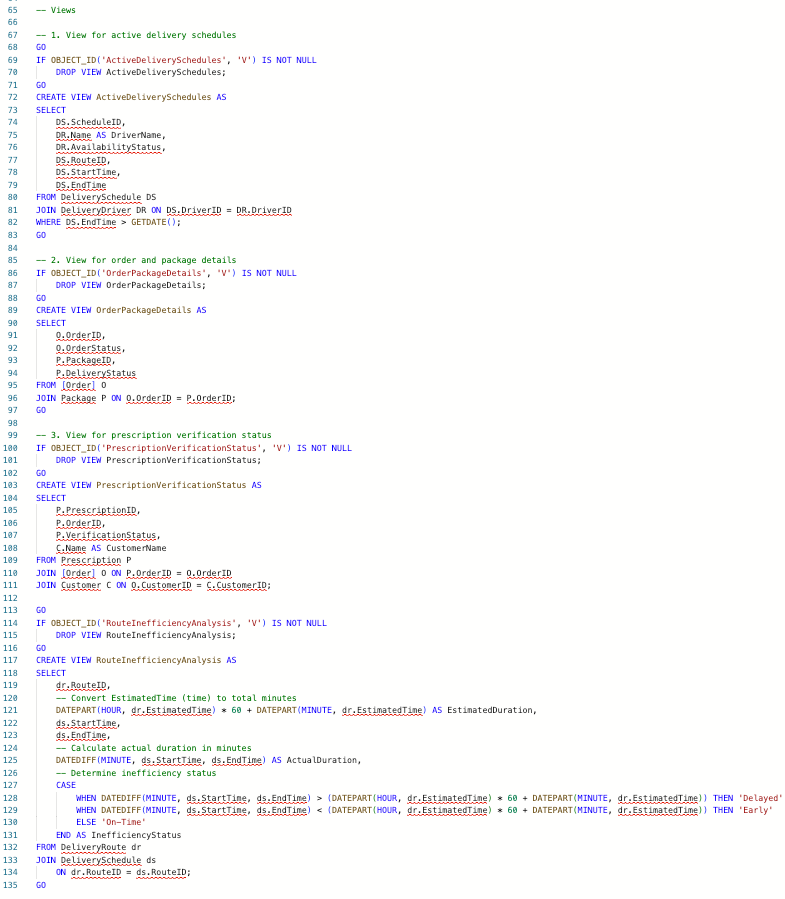 65 -- Views
66
67 -- 1. View for active delivery schedules
68 GO
69 IF OBJECT_ID('ActiveDeliverySchedules', 'V') IS NOT NULL
70     DROP VIEW ActiveDeliverySchedules;
71 GO
72 CREATE VIEW ActiveDeliverySchedules AS
73 SELECT
74     DS.ScheduleID,
75     DR.Name AS DriverName,
76     DR.AvailabilityStatus,
77     DS.RouteID,
78     DS.StartTime,
79     DS.EndTime
80 FROM DeliverySchedule DS
81 JOIN DeliveryDriver DR ON DS.DriverID = DR.DriverID
82 WHERE DS.EndTime > GETDATE();
83 GO
84
85 -- 2. View for order and package details
86 IF OBJECT_ID('OrderPackageDetails', 'V') IS NOT NULL
87     DROP VIEW OrderPackageDetails;
88 GO
89 CREATE VIEW OrderPackageDetails AS
90 SELECT
91     O.OrderID,
92     O.OrderStatus,
93     P.PackageID,
94     P.DeliveryStatus
95 FROM [Order] O
96 JOIN Package P ON O.OrderID = P.OrderID;
97 GO
98
99 -- 3. View for prescription verification status
100 IF OBJECT_ID('PrescriptionVerificationStatus', 'V') IS NOT NULL
101     DROP VIEW PrescriptionVerificationStatus;
102 GO
103 CREATE VIEW PrescriptionVerificationStatus AS
104 SELECT
105     P.PrescriptionID,
106     P.OrderID,
107     P.VerificationStatus,
108     C.Name AS CustomerName
109 FROM Prescription P
110 JOIN [Order] O ON P.OrderID = O.OrderID
111 JOIN Customer C ON O.CustomerID = C.CustomerID;
112
113 GO
114 IF OBJECT_ID('RouteInefficiencyAnalysis', 'V') IS NOT NULL
115     DROP VIEW RouteInefficiencyAnalysis;
116 GO
117 CREATE VIEW RouteInefficiencyAnalysis AS
118 SELECT
119     dr.RouteID,
120     -- Convert EstimatedTime (time) to total minutes
121     DATEPART(HOUR, dr.EstimatedTime) * 60 + DATEPART(MINUTE, dr.EstimatedTime) AS EstimatedDuration,
122     ds.StartTime,
123     ds.EndTime,
124     -- Calculate actual duration in minutes
125     DATEDIFF(MINUTE, ds.StartTime, ds.EndTime) AS ActualDuration,
126     -- Determine inefficiency status
127     CASE
128         WHEN DATEDIFF(MINUTE, ds.StartTime, ds.EndTime) > (DATEPART(HOUR, dr.EstimatedTime) * 60 + DATEPART(MINUTE, dr.EstimatedTime)) THEN 'Delayed'
129         WHEN DATEDIFF(MINUTE, ds.StartTime, ds.EndTime) < (DATEPART(HOUR, dr.EstimatedTime) * 60 + DATEPART(MINUTE, dr.EstimatedTime)) THEN 'Early'
130         ELSE 'On-Time'
131     END AS InefficiencyStatus
132 FROM DeliveryRoute dr
133 JOIN DeliverySchedule ds
134     ON dr.RouteID = ds.RouteID;
135 GO